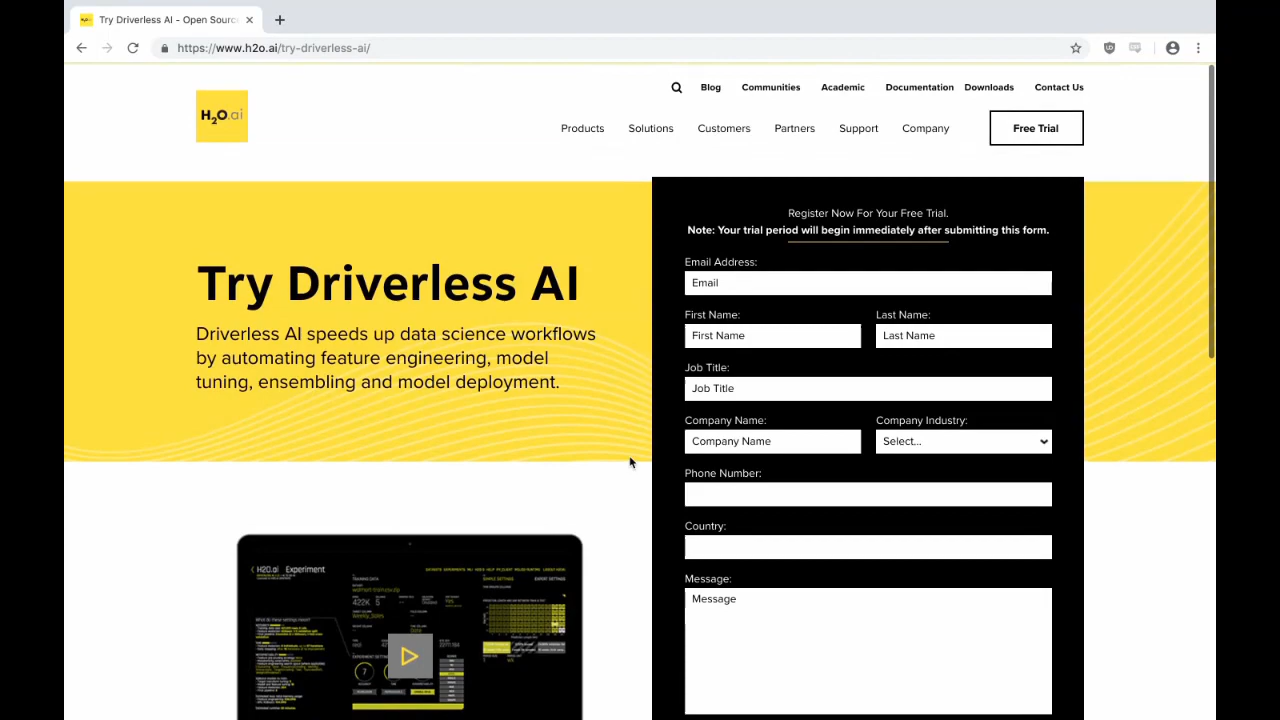 Try Driverless AI - Open Sourc
https://www.h2o.ai/try-driverless-ai/
Blog Communities Academic Documentation Downloads Contact Us
H2O.ai
Products Solutions Customers Partners Support Company Free Trial
Register Now For Your Free Trial.
Note: Your trial period will begin immediately after submitting this form.
Try Driverless AI
Driverless AI speeds up data science workflows
by automating feature engineering, model
tuning, ensembling and model deployment.
Email Address:
Email
First Name: Last Name:
First Name Last Name
Job Title:
Job Title
Company Name: Company Industry:
Company Name Select...
Phone Number:
Country:
Message:
Message
H2O.ai Experiment
TRAINING DATA
422K 5
7